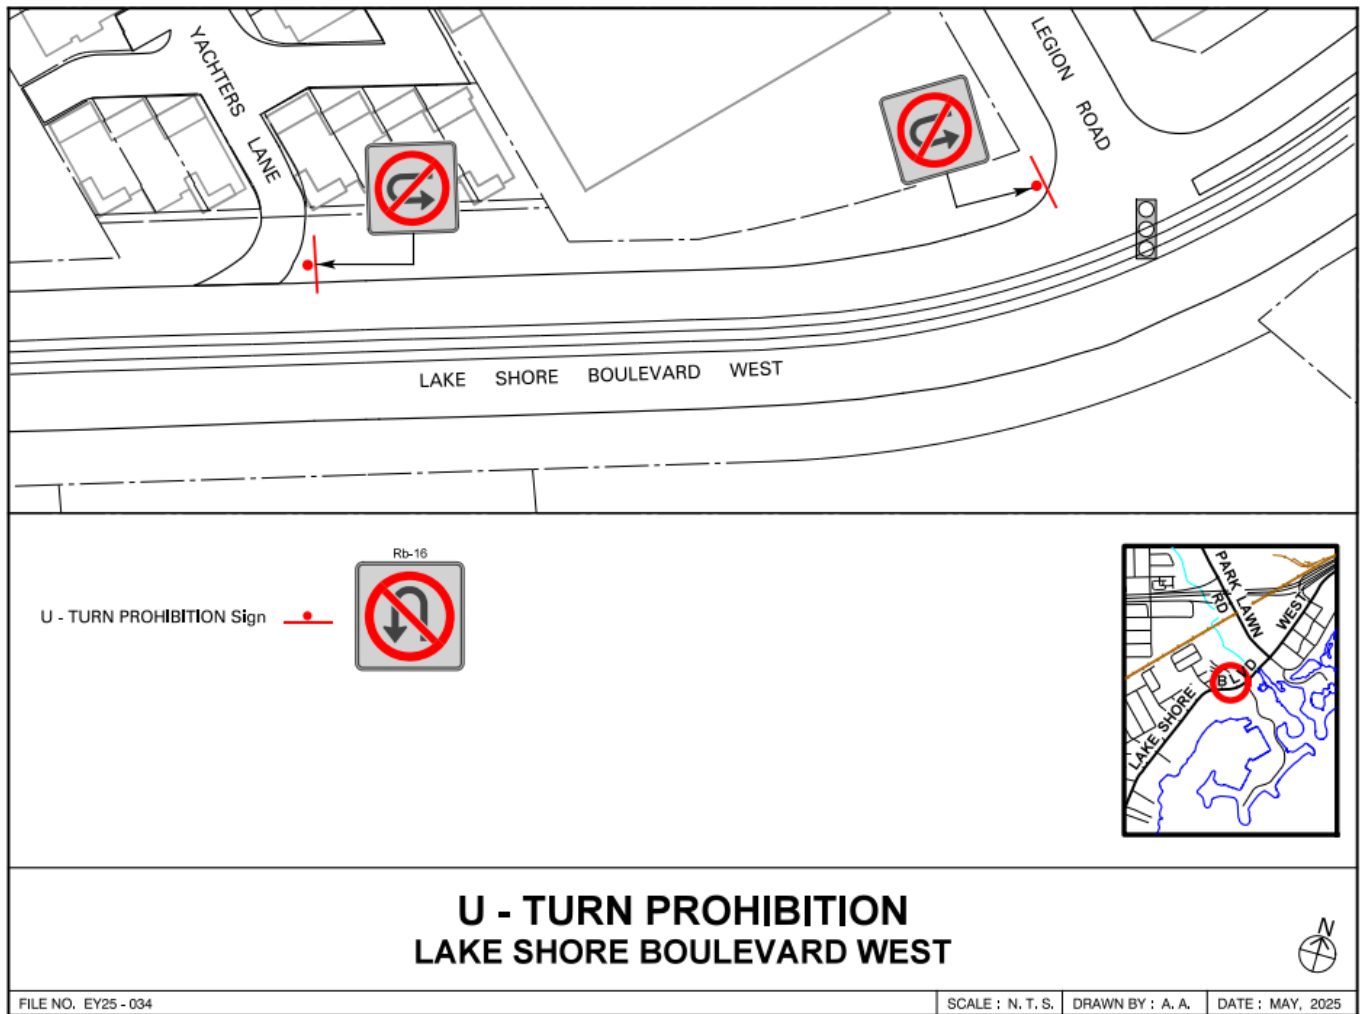 YACHTERS LANE
LEGION ROAD
LAKE SHORE BOULEVARD WEST
Rb-16
U - TURN PROHIBITION Sign
PARK LAWN
RD
WEST
BLVD
LAKE SHORE
U - TURN PROHIBITION
LAKE SHORE BOULEVARD WEST
N
FILE NO. EY25 - 034
SCALE : N. T. S.
DRAWN BY : A. A.
DATE : MAY, 2025